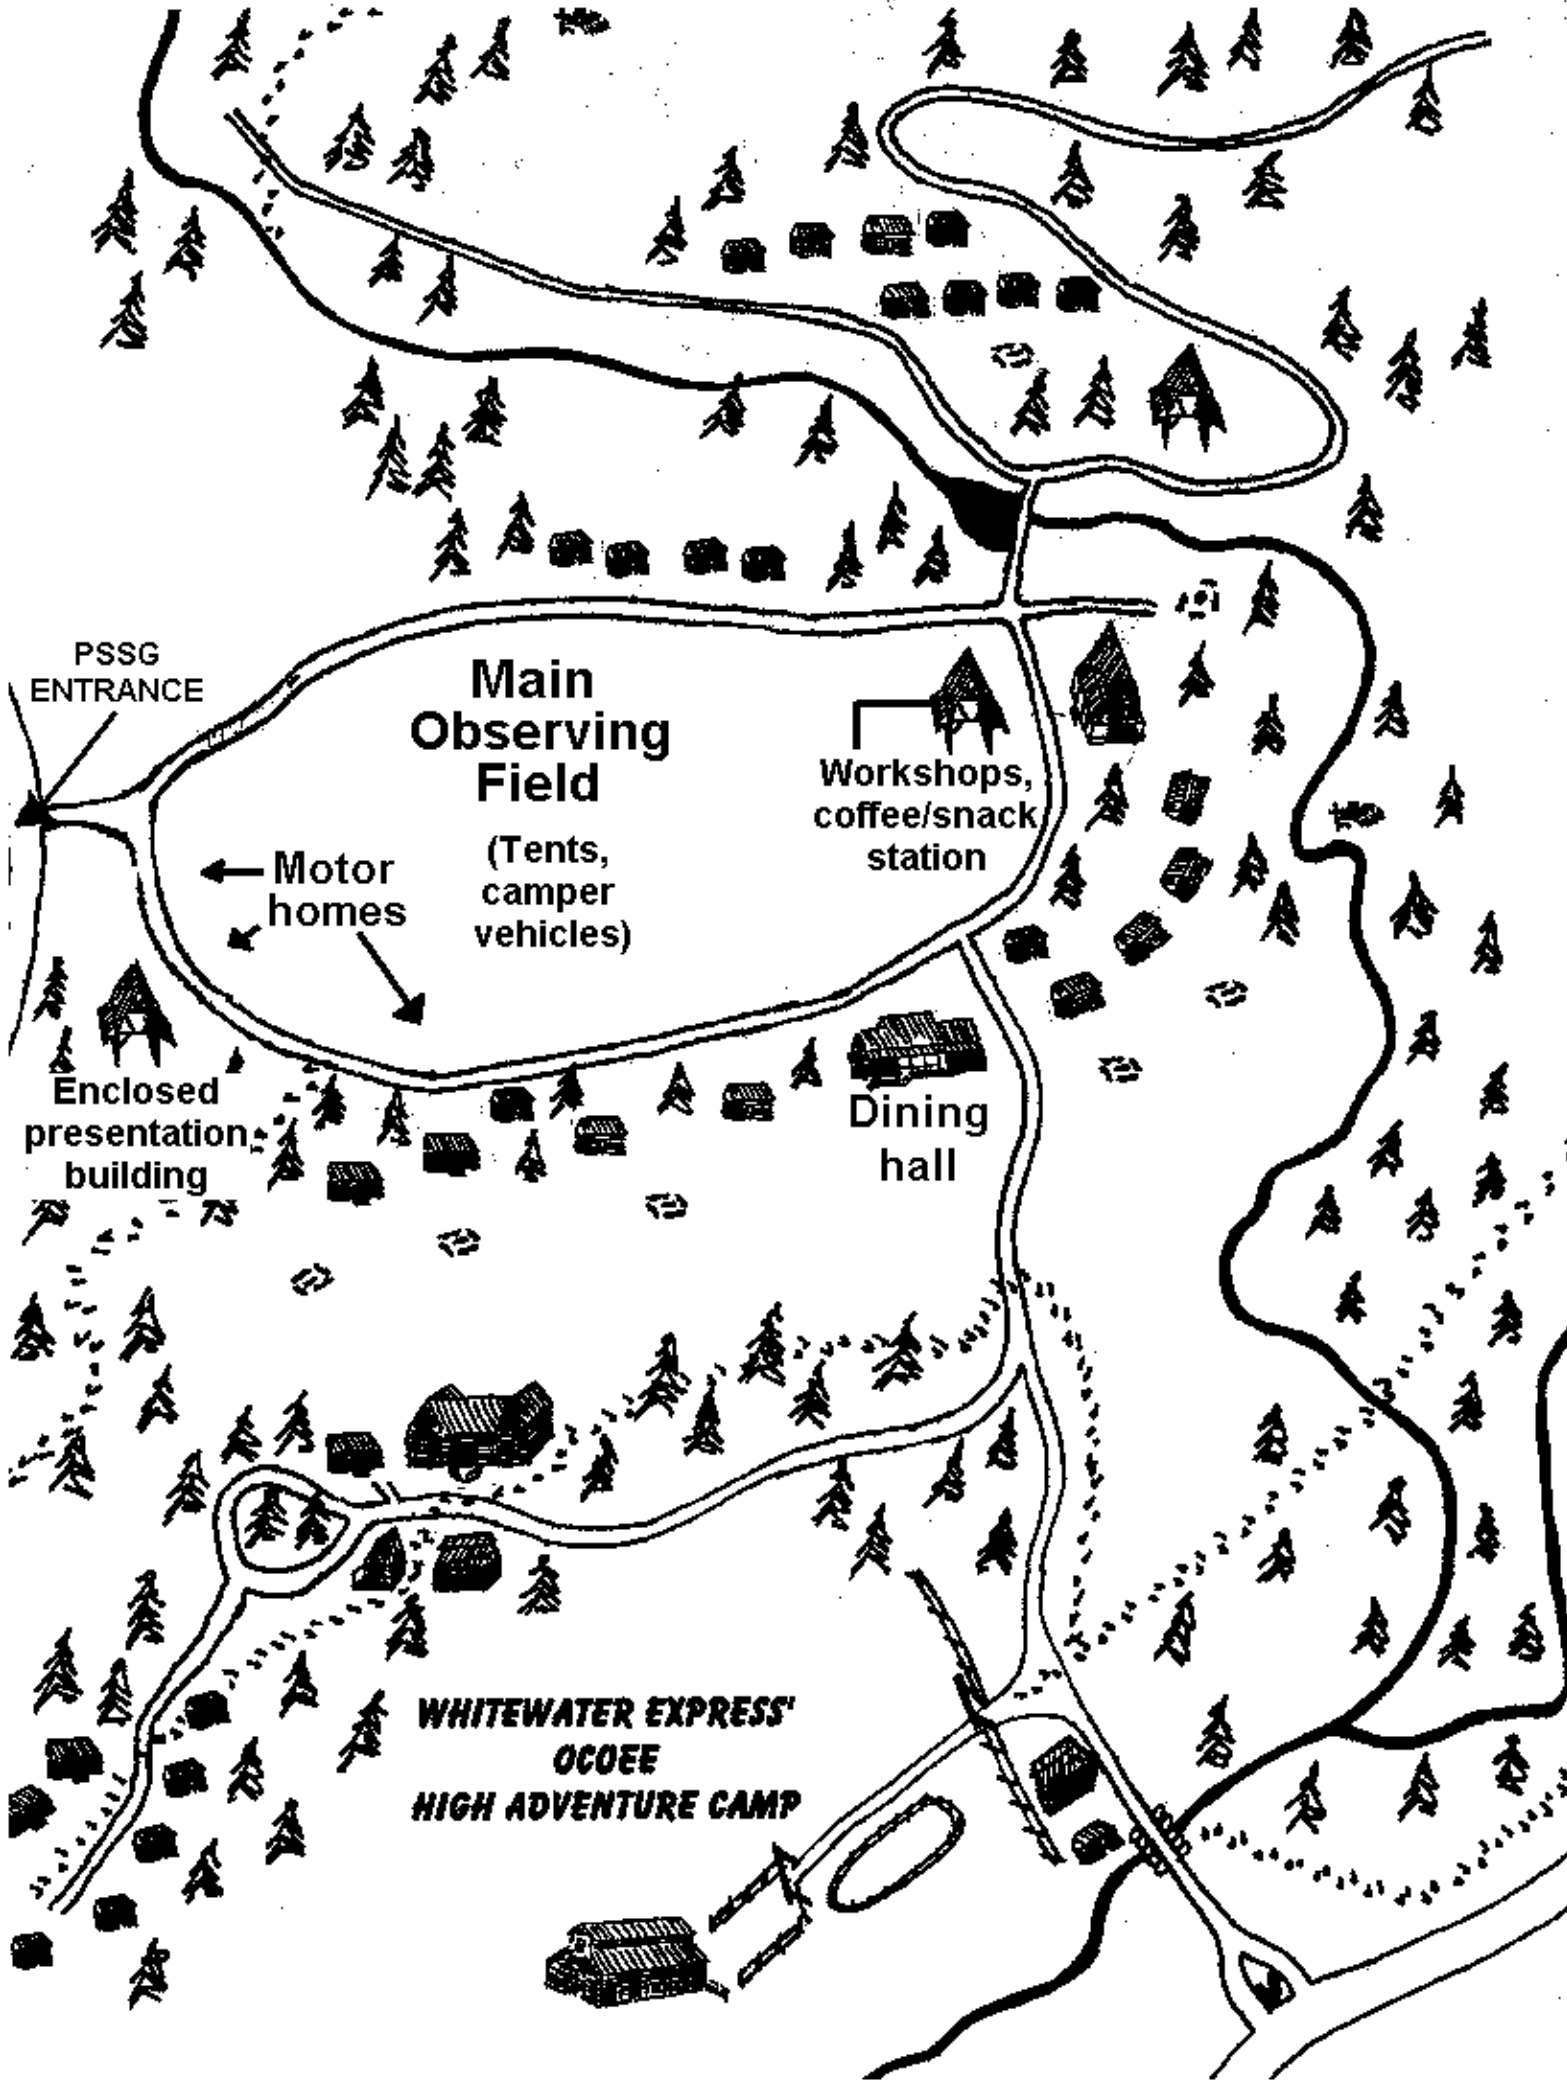 PSSG
ENTRANCE
Main
Observing
Field
(Tents,
camper
vehicles)
Workshops,
coffee/snack
station
Motor
homes
Enclosed
presentation
building
Dining
hall
WHITEWATER EXPRESS'
OCOEE
HIGH ADVENTURE CAMP